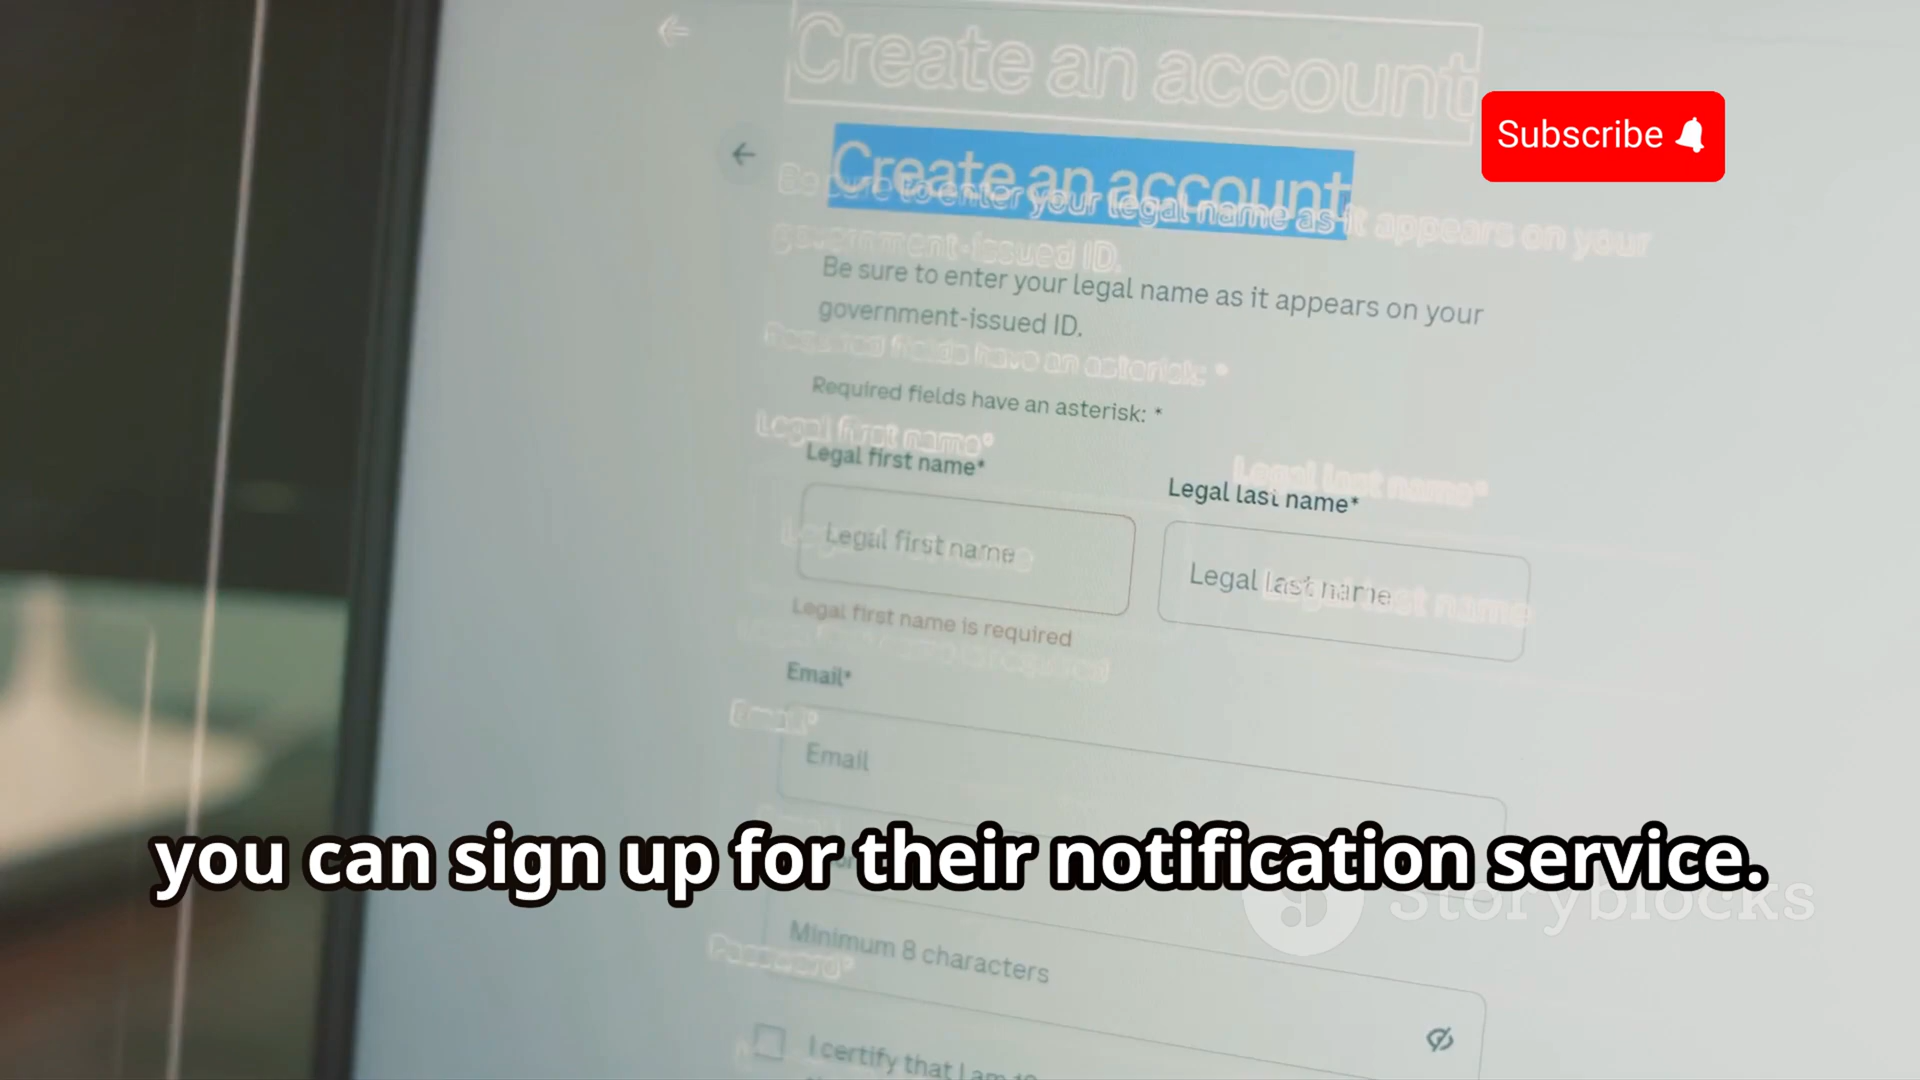 Create an account
Subscribe
Create an account
Be sure to enter your legal name as it appears on your
government-issued ID.
Be sure to enter your legal name as it appears on your
government-issued ID.
Required fields have an asterisk: *
Required fields have an asterisk: *
Legal first name*
Legal first name*
Legal last name*
Legal last name*
Legal first name
Legal last name
Legal last name
Legal first name is required
Email*
Email*
Email
you can sign up for their notification service.
Storyblocks
Minimum 8 characters
Password*
I certify that I am